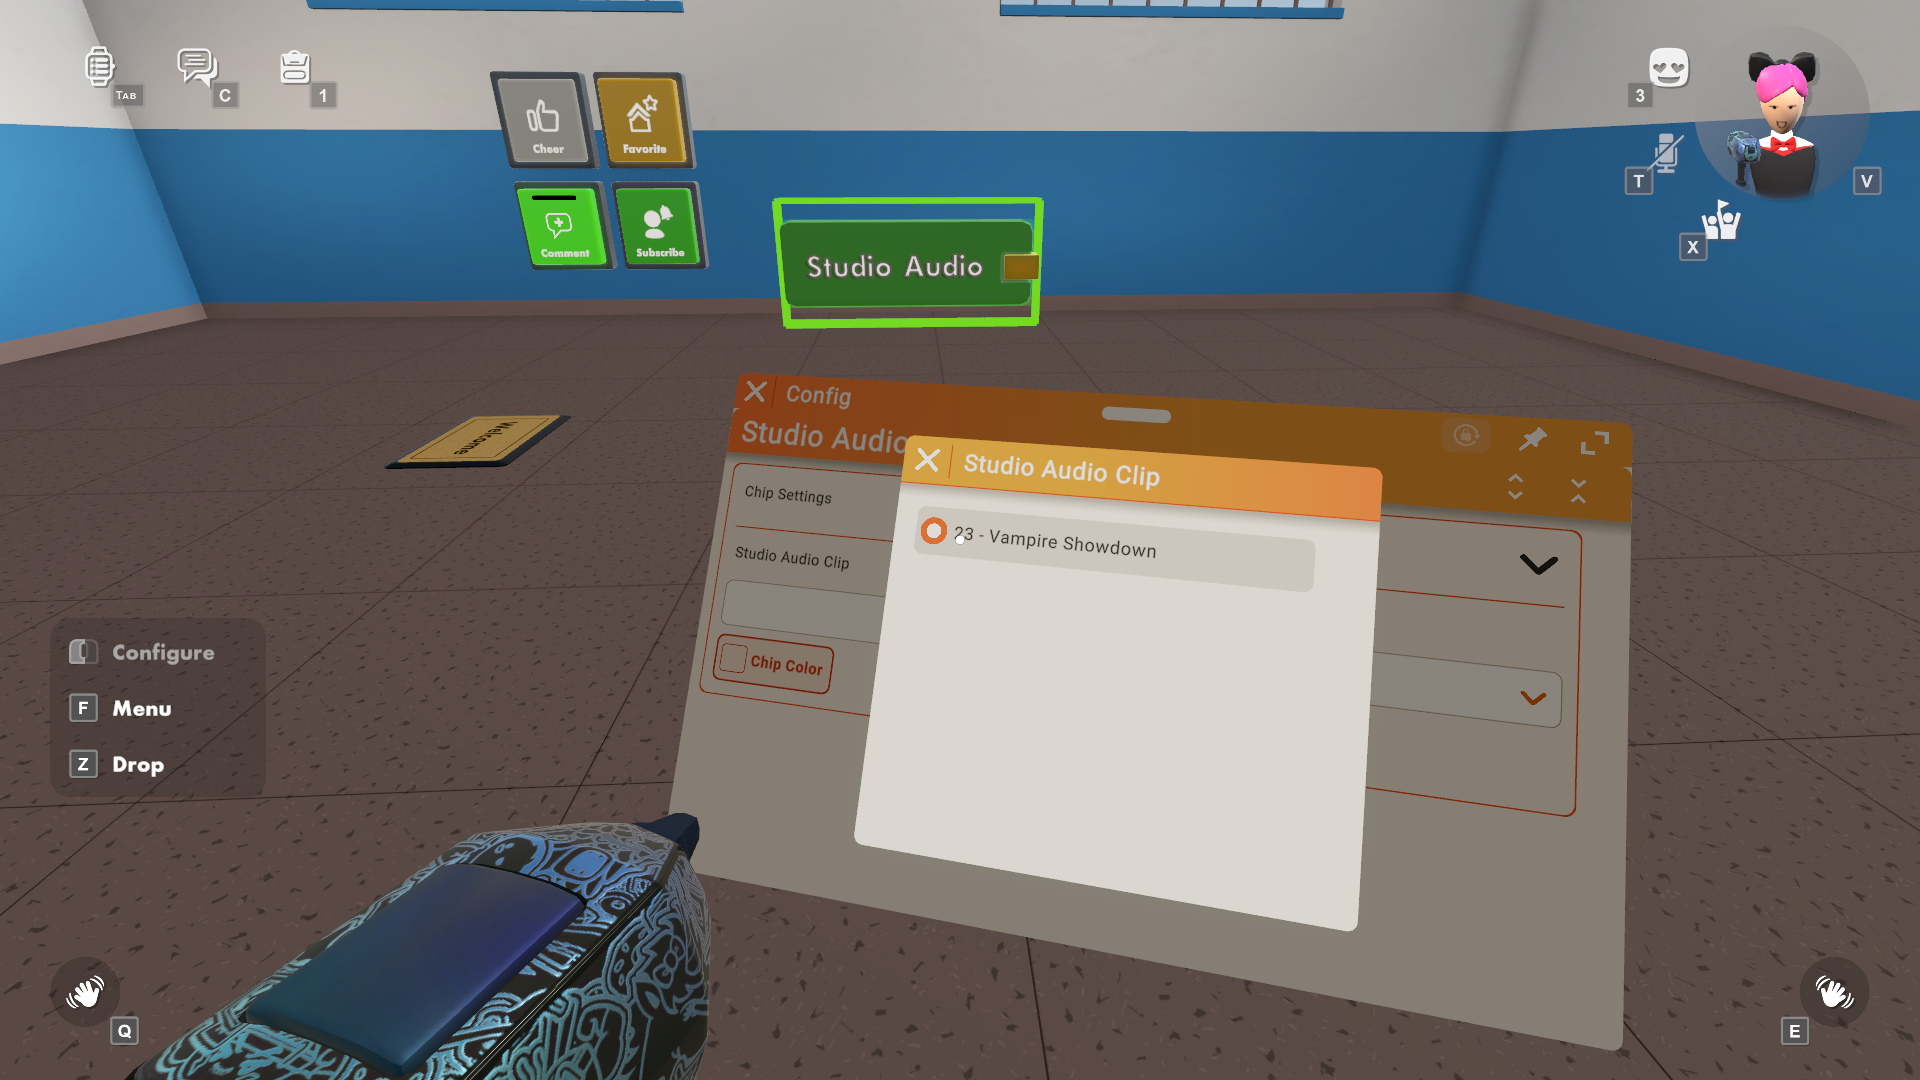 TAB
C
1
Cheer
Favorite
Comment
Subscribe
Studio Audio
3
T
V
X
Welcome
Config
Studio Audio
Studio Audio Clip
Chip Settings
23 - Vampire Showdown
Studio Audio Clip
Chip Color
Configure
F Menu
Z Drop
Q
E